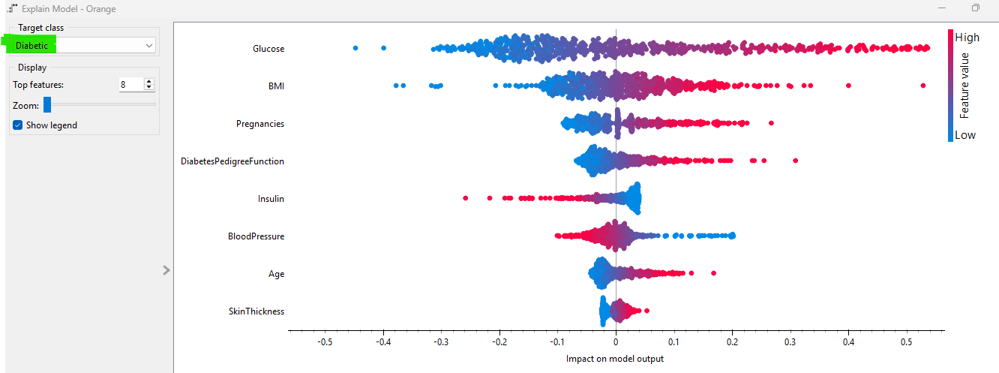 Explain Model - Orange
Target class
Diabetic
Display
Top features: 8
Zoom:
Show legend
Glucose
BMI
Pregnancies
DiabetesPedigreeFunction
Insulin
BloodPressure
Age
SkinThickness
-0.5 -0.4 -0.3 -0.2 -0.1 0 0.1 0.2 0.3 0.4 0.5
Impact on model output
High
Feature value
Low